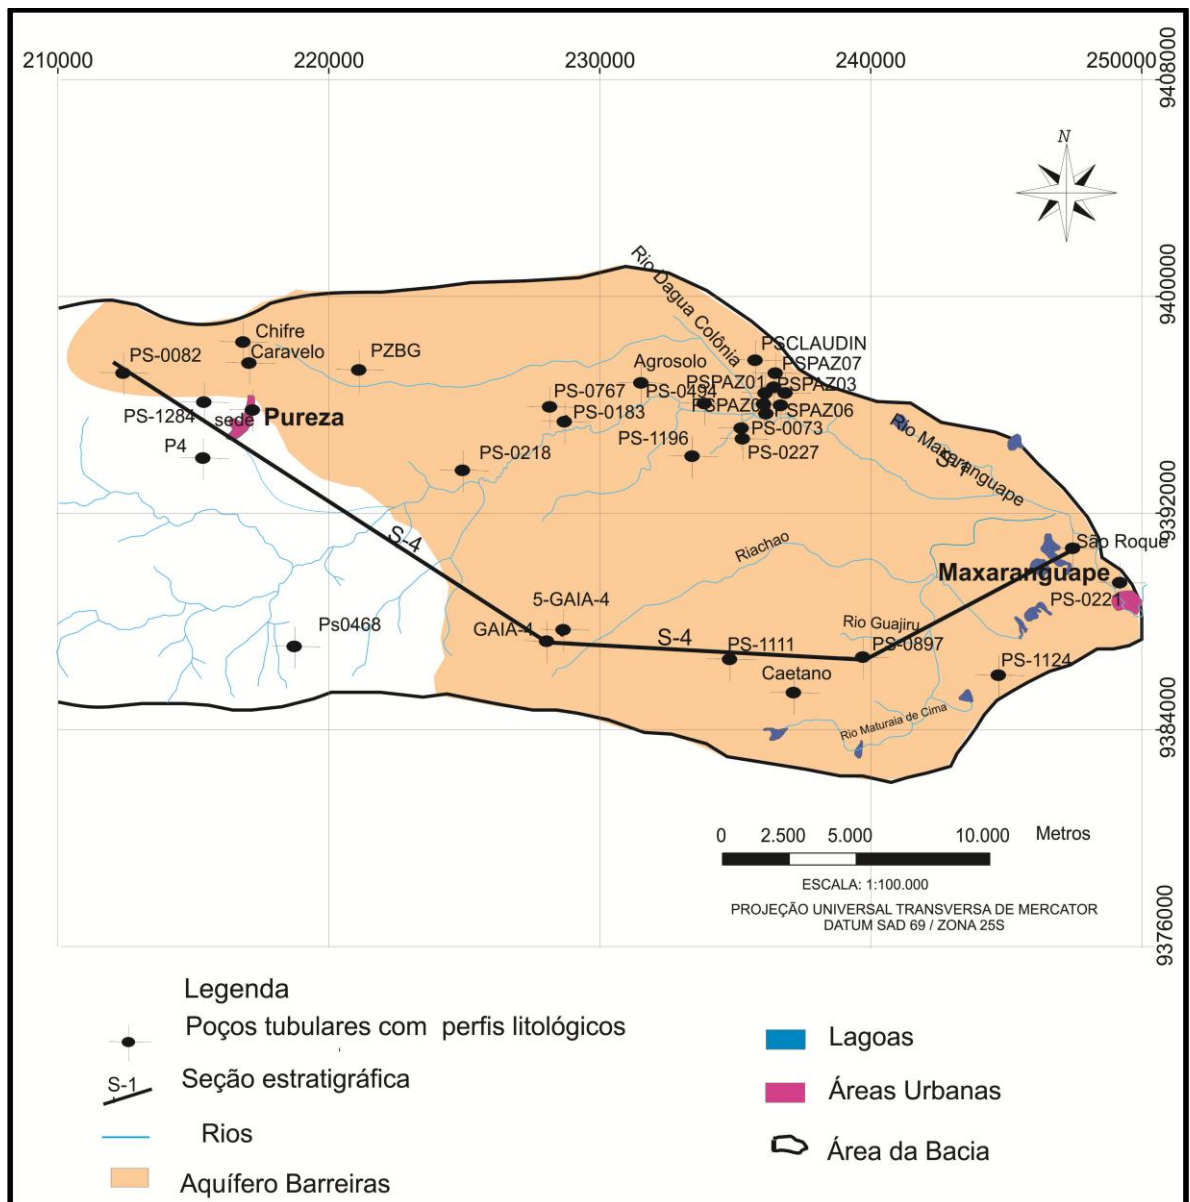 210000
220000
230000
240000
250000
9408000
N
9400000
Rio Dagua Colônia
Chifre
PSCLAUDIN
Caravelo
PS-0082
PZBG
PSPAZ07
Agrosolo
PSPAZ01
PSPAZ03
PS-0767
PS-0494
PS-1284
sede
Pureza
PS-0183
PSPAZ06
PS-0073
P4
PS-1196
PS-0218
PS-0227
Rio Maxaranguape
S-1
9392000
S-4
Riachao
São Roque
Maxaranguape
5-GAIA-4
PS-0221
Ps0468
GAIA-4
Rio Guajiru
S-4
PS-1111
PS-0897
Caetano
PS-1124
Rio Maturaia de Cima
9384000
0 2.500 5.000 10.000 Metros
ESCALA: 1:100.000
PROJEÇÃO UNIVERSAL TRANSVERSA DE MERCATOR
DATUM SAD 69 / ZONA 25S
9376000
Legenda
Poços tubulares com perfis litológicos
S-1
Seção estratigráfica
Rios
Aquífero Barreiras
Lagoas
Áreas Urbanas
Área da Bacia